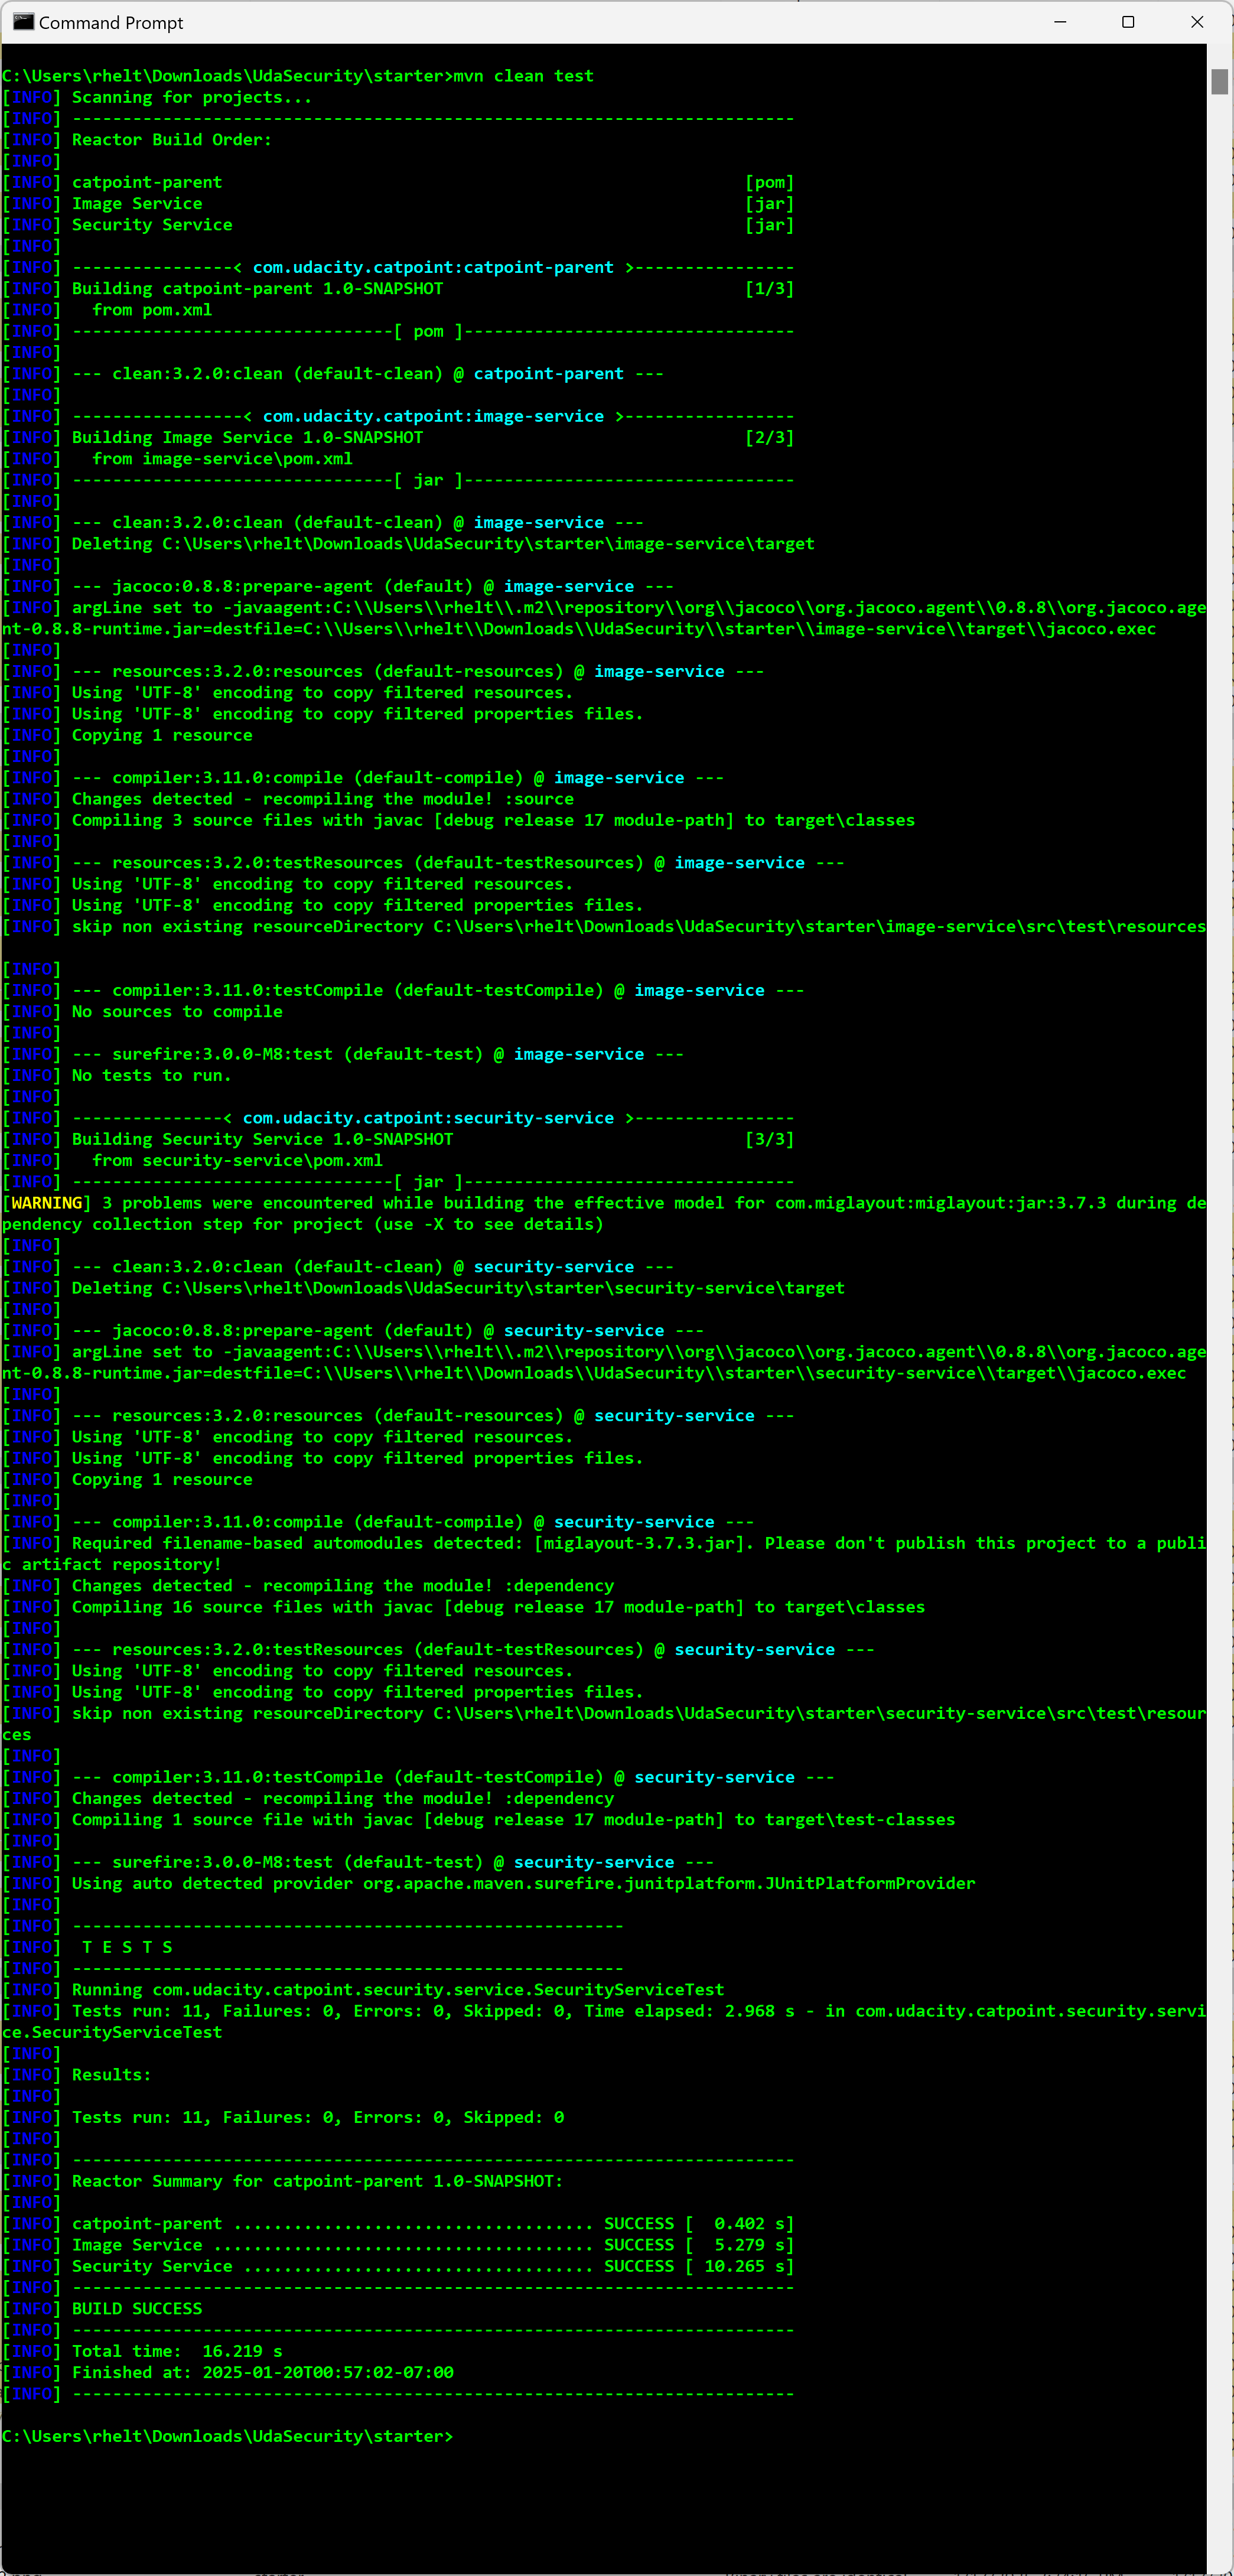 Command Prompt
C:\Users\rhelt\Downloads\UdaSecurity\starter>mvn clean test
[INFO] Scanning for projects...
[INFO] ------------------------------------------------------------------------
[INFO] Reactor Build Order:
[INFO]
[INFO] catpoint-parent                                                    [pom]
[INFO] Image Service                                                      [jar]
[INFO] Security Service                                                   [jar]
[INFO]
[INFO] ----------------< com.udacity.catpoint:catpoint-parent >----------------
[INFO] Building catpoint-parent 1.0-SNAPSHOT                              [1/3]
[INFO]   from pom.xml
[INFO] --------------------------------[ pom ]---------------------------------
[INFO]
[INFO] --- clean:3.2.0:clean (default-clean) @ catpoint-parent ---
[INFO]
[INFO] -----------------< com.udacity.catpoint:image-service >-----------------
[INFO] Building Image Service 1.0-SNAPSHOT                                [2/3]
[INFO]   from image-service\pom.xml
[INFO] --------------------------------[ jar ]---------------------------------
[INFO]
[INFO] --- clean:3.2.0:clean (default-clean) @ image-service ---
[INFO] Deleting C:\Users\rhelt\Downloads\UdaSecurity\starter\image-service\target
[INFO]
[INFO] --- jacoco:0.8.8:prepare-agent (default) @ image-service ---
[INFO] argLine set to -javaagent:C:\\Users\\rhelt\\.m2\\repository\\org\\jacoco\\org.jacoco.agent\\0.8.8\\org.jacoco.age
nt-0.8.8-runtime.jar=destfile=C:\\Users\\rhelt\\Downloads\\UdaSecurity\\starter\\image-service\\target\\jacoco.exec
[INFO]
[INFO] --- resources:3.2.0:resources (default-resources) @ image-service ---
[INFO] Using 'UTF-8' encoding to copy filtered resources.
[INFO] Using 'UTF-8' encoding to copy filtered properties files.
[INFO] Copying 1 resource
[INFO]
[INFO] --- compiler:3.11.0:compile (default-compile) @ image-service ---
[INFO] Changes detected - recompiling the module! :source
[INFO] Compiling 3 source files with javac [debug release 17 module-path] to target\classes
[INFO]
[INFO] --- resources:3.2.0:testResources (default-testResources) @ image-service ---
[INFO] Using 'UTF-8' encoding to copy filtered resources.
[INFO] Using 'UTF-8' encoding to copy filtered properties files.
[INFO] skip non existing resourceDirectory C:\Users\rhelt\Downloads\UdaSecurity\starter\image-service\src\test\resources
[INFO]
[INFO] --- compiler:3.11.0:testCompile (default-testCompile) @ image-service ---
[INFO] No sources to compile
[INFO]
[INFO] --- surefire:3.0.0-M8:test (default-test) @ image-service ---
[INFO] No tests to run.
[INFO]
[INFO] ---------------< com.udacity.catpoint:security-service >----------------
[INFO] Building Security Service 1.0-SNAPSHOT                             [3/3]
[INFO]   from security-service\pom.xml
[INFO] --------------------------------[ jar ]---------------------------------
[WARNING] 3 problems were encountered while building the effective model for com.miglayout:miglayout:jar:3.7.3 during de
pendency collection step for project (use -X to see details)
[INFO]
[INFO] --- clean:3.2.0:clean (default-clean) @ security-service ---
[INFO] Deleting C:\Users\rhelt\Downloads\UdaSecurity\starter\security-service\target
[INFO]
[INFO] --- jacoco:0.8.8:prepare-agent (default) @ security-service ---
[INFO] argLine set to -javaagent:C:\\Users\\rhelt\\.m2\\repository\\org\\jacoco\\org.jacoco.agent\\0.8.8\\org.jacoco.age
nt-0.8.8-runtime.jar=destfile=C:\\Users\\rhelt\\Downloads\\UdaSecurity\\starter\\security-service\\target\\jacoco.exec
[INFO]
[INFO] --- resources:3.2.0:resources (default-resources) @ security-service ---
[INFO] Using 'UTF-8' encoding to copy filtered resources.
[INFO] Using 'UTF-8' encoding to copy filtered properties files.
[INFO] Copying 1 resource
[INFO]
[INFO] --- compiler:3.11.0:compile (default-compile) @ security-service ---
[INFO] Required filename-based automodules detected: [miglayout-3.7.3.jar]. Please don't publish this project to a publi
c artifact repository!
[INFO] Changes detected - recompiling the module! :dependency
[INFO] Compiling 16 source files with javac [debug release 17 module-path] to target\classes
[INFO]
[INFO] --- resources:3.2.0:testResources (default-testResources) @ security-service ---
[INFO] Using 'UTF-8' encoding to copy filtered resources.
[INFO] Using 'UTF-8' encoding to copy filtered properties files.
[INFO] skip non existing resourceDirectory C:\Users\rhelt\Downloads\UdaSecurity\starter\security-service\src\test\resour
ces
[INFO]
[INFO] --- compiler:3.11.0:testCompile (default-testCompile) @ security-service ---
[INFO] Changes detected - recompiling the module! :dependency
[INFO] Compiling 1 source file with javac [debug release 17 module-path] to target\test-classes
[INFO]
[INFO] --- surefire:3.0.0-M8:test (default-test) @ security-service ---
[INFO] Using auto detected provider org.apache.maven.surefire.junitplatform.JUnitPlatformProvider
[INFO]
[INFO] -------------------------------------------------------
[INFO]  T E S T S
[INFO] -------------------------------------------------------
[INFO] Running com.udacity.catpoint.security.service.SecurityServiceTest
[INFO] Tests run: 11, Failures: 0, Errors: 0, Skipped: 0, Time elapsed: 2.968 s - in com.udacity.catpoint.security.servi
ce.SecurityServiceTest
[INFO]
[INFO] Results:
[INFO]
[INFO] Tests run: 11, Failures: 0, Errors: 0, Skipped: 0
[INFO]
[INFO] ------------------------------------------------------------------------
[INFO] Reactor Summary for catpoint-parent 1.0-SNAPSHOT:
[INFO]
[INFO] catpoint-parent .................................... SUCCESS [  0.402 s]
[INFO] Image Service ...................................... SUCCESS [  5.279 s]
[INFO] Security Service ................................... SUCCESS [ 10.265 s]
[INFO] ------------------------------------------------------------------------
[INFO] BUILD SUCCESS
[INFO] ------------------------------------------------------------------------
[INFO] Total time:  16.219 s
[INFO] Finished at: 2025-01-20T00:57:02-07:00
[INFO] ------------------------------------------------------------------------
C:\Users\rhelt\Downloads\UdaSecurity\starter>